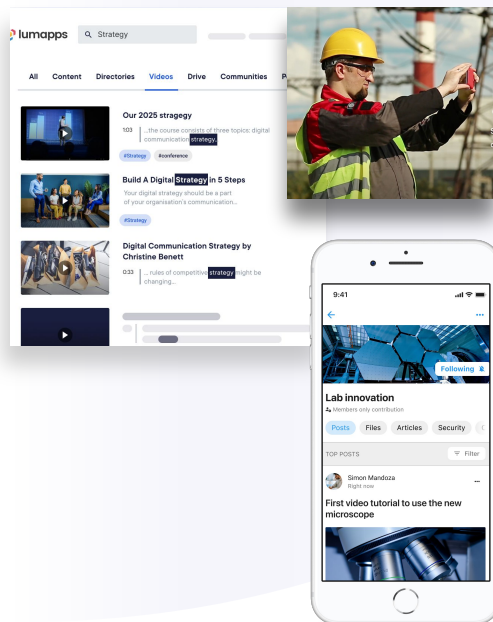 lumapps
Strategy
All Content Directories Videos Drive Communities
Our 2025 stragegy
1:03 ...the course consists of three topics; digital
communication strategy.
#Strategy #conference
Build A Digital Strategy in 5 Steps
Your digital strategy should be a part
of your organisation's communication...
#Strategy
Digital Communication Strategy by
Christine Benett
0:33 ... rules of competitive strategy might be
changing...
9:41
Following
Lab innovation
Members only contribution
Posts Files Articles Security
TOP POSTS Filter
Simon Mandoza
Right now
First video tutorial to use the new
microscope